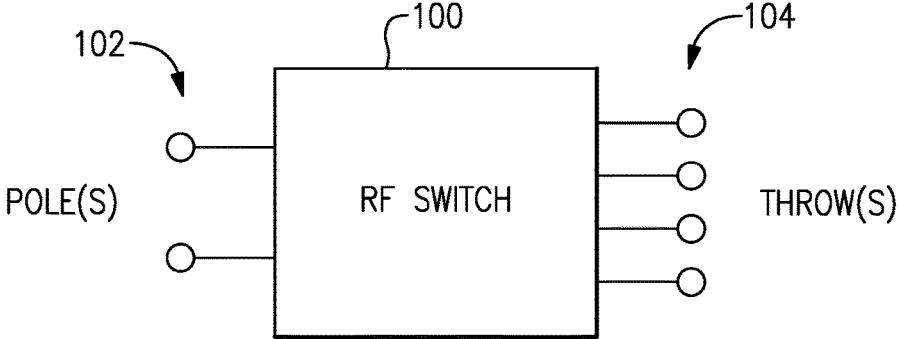 100
104
102
POLE(S)
RF SWITCH
THROW(S)